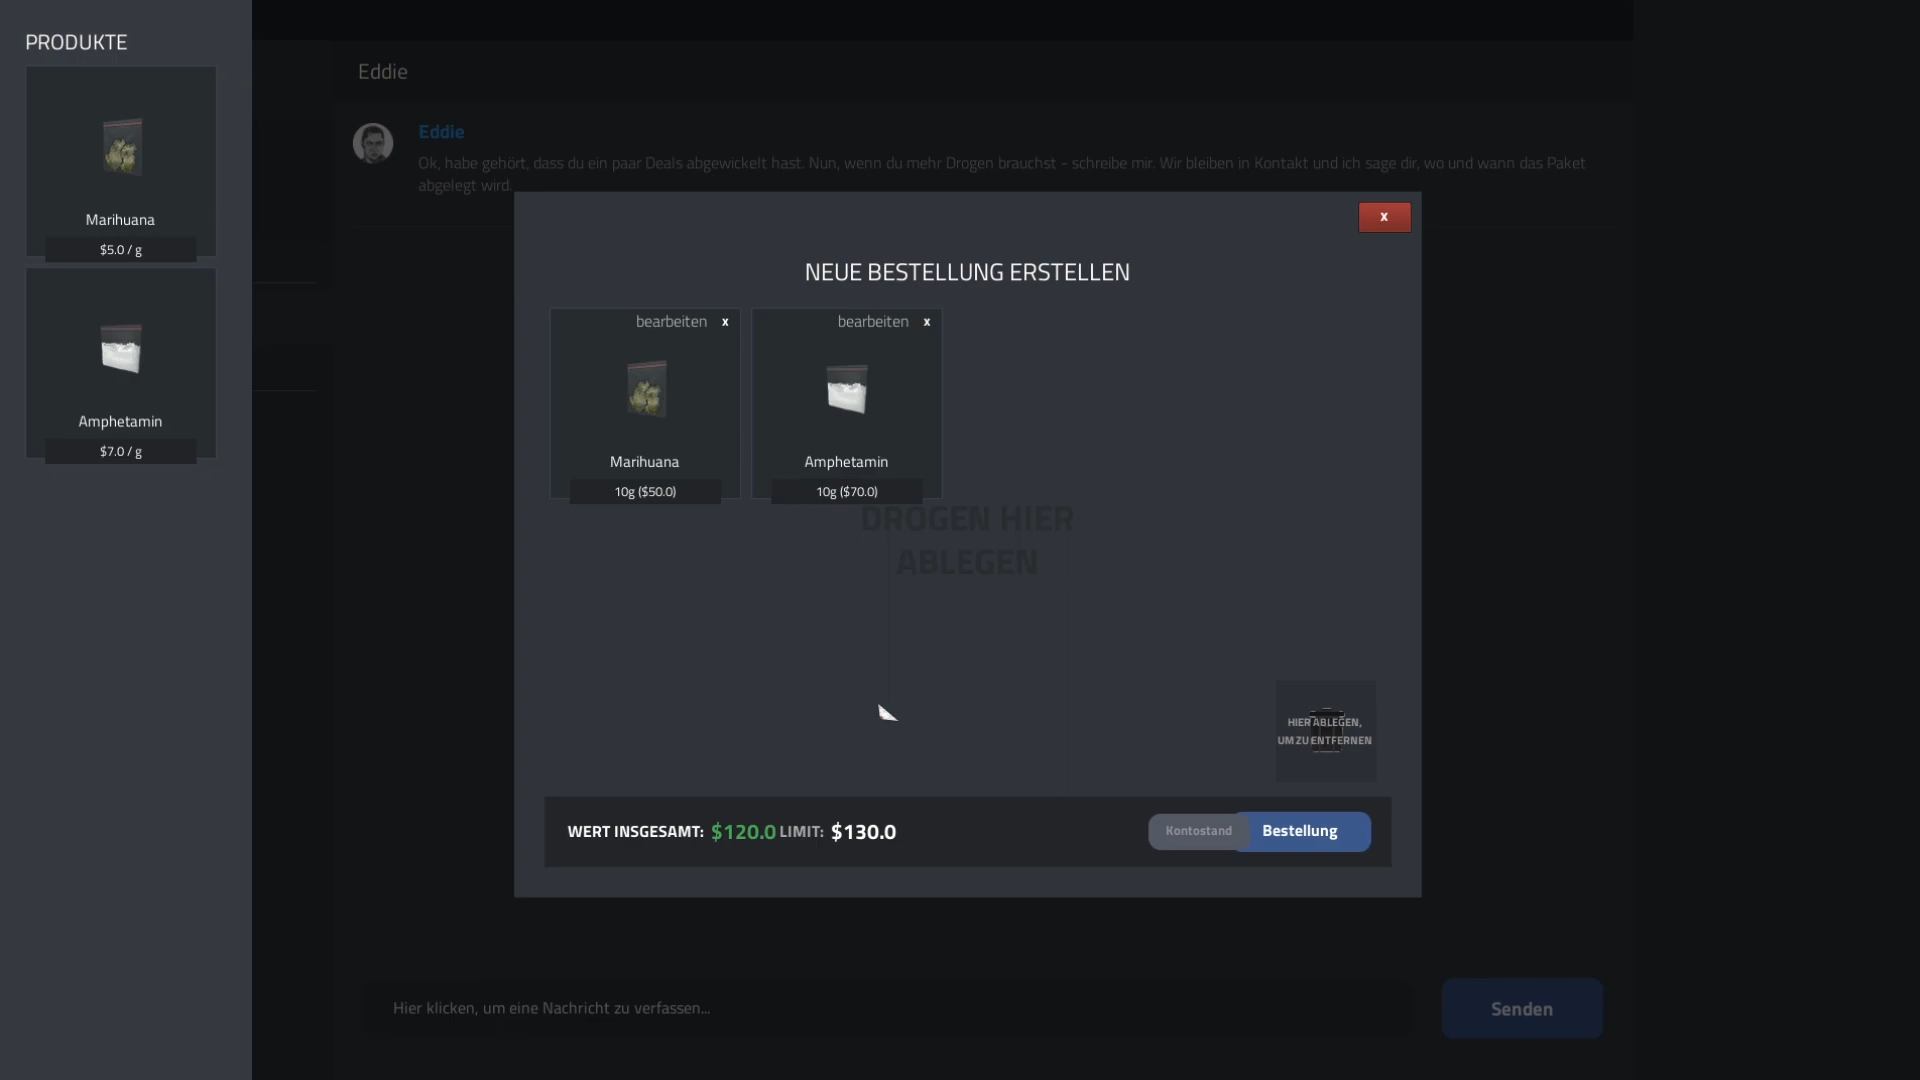 PRODUKTE
Marihuana
$5.0 / g
Amphetamin
$7.0 / g
Eddie
Eddie
Ok, habe gehört, dass du ein paar Deals abgewickelt hast. Nun, wenn du mehr Drogen brauchst - schreibe mir. Wir bleiben in Kontakt und ich sage dir, wo und wann das Paket
abgelegt wird.
x
NEUE BESTELLUNG ERSTELLEN
bearbeiten x
bearbeiten x
Marihuana
10g ($50.0)
Amphetamin
10g ($70.0)
DROGEN HIER
ABLEGEN
HIER ABLEGEN,
UM ZU ENTFERNEN
WERT INSGESAMT: $120.0 LIMIT: $130.0
Kontostand
Bestellung
Hier klicken, um eine Nachricht zu verfassen...
Senden